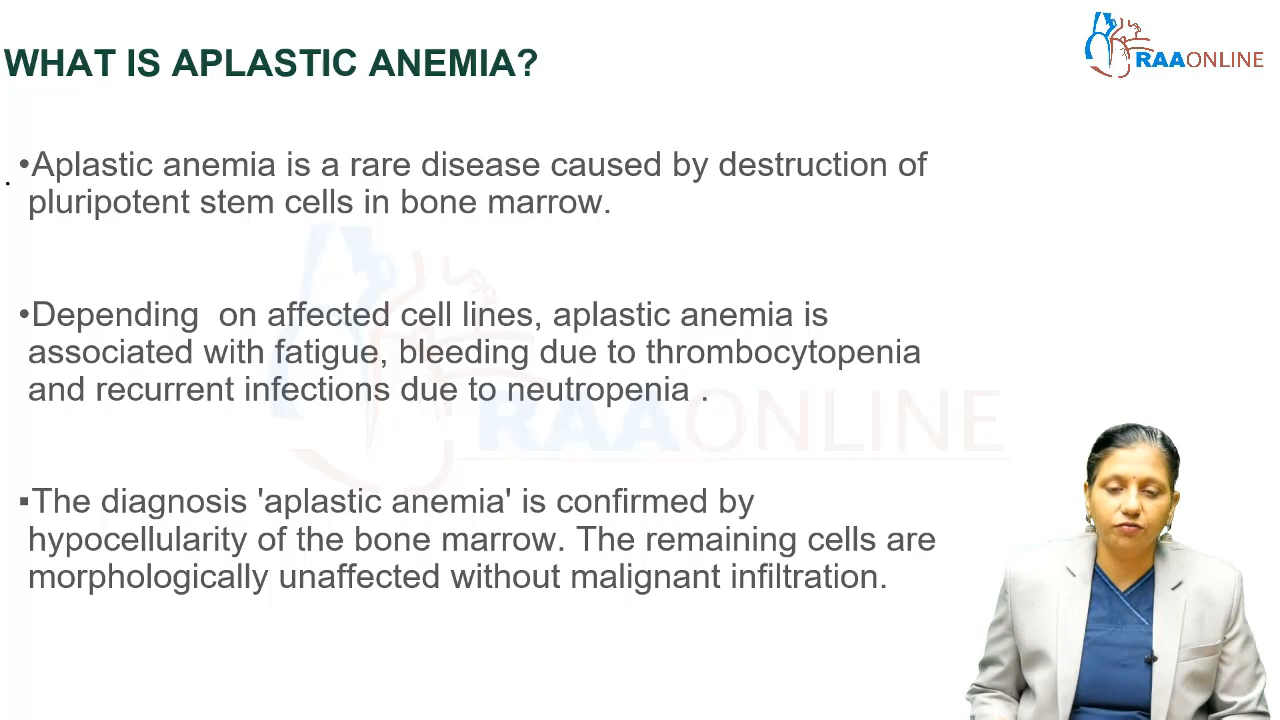 WHAT IS APLASTIC ANEMIA?
RAAONLINE
•Aplastic anemia is a rare disease caused by destruction of
pluripotent stem cells in bone marrow.
•Depending  on affected cell lines, aplastic anemia is
associated with fatigue, bleeding due to thrombocytopenia
and recurrent infections due to neutropenia .
RAAONLINE
▪The diagnosis 'aplastic anemia' is confirmed by
hypocellularity of the bone marrow. The remaining cells are
morphologically unaffected without malignant infiltration.